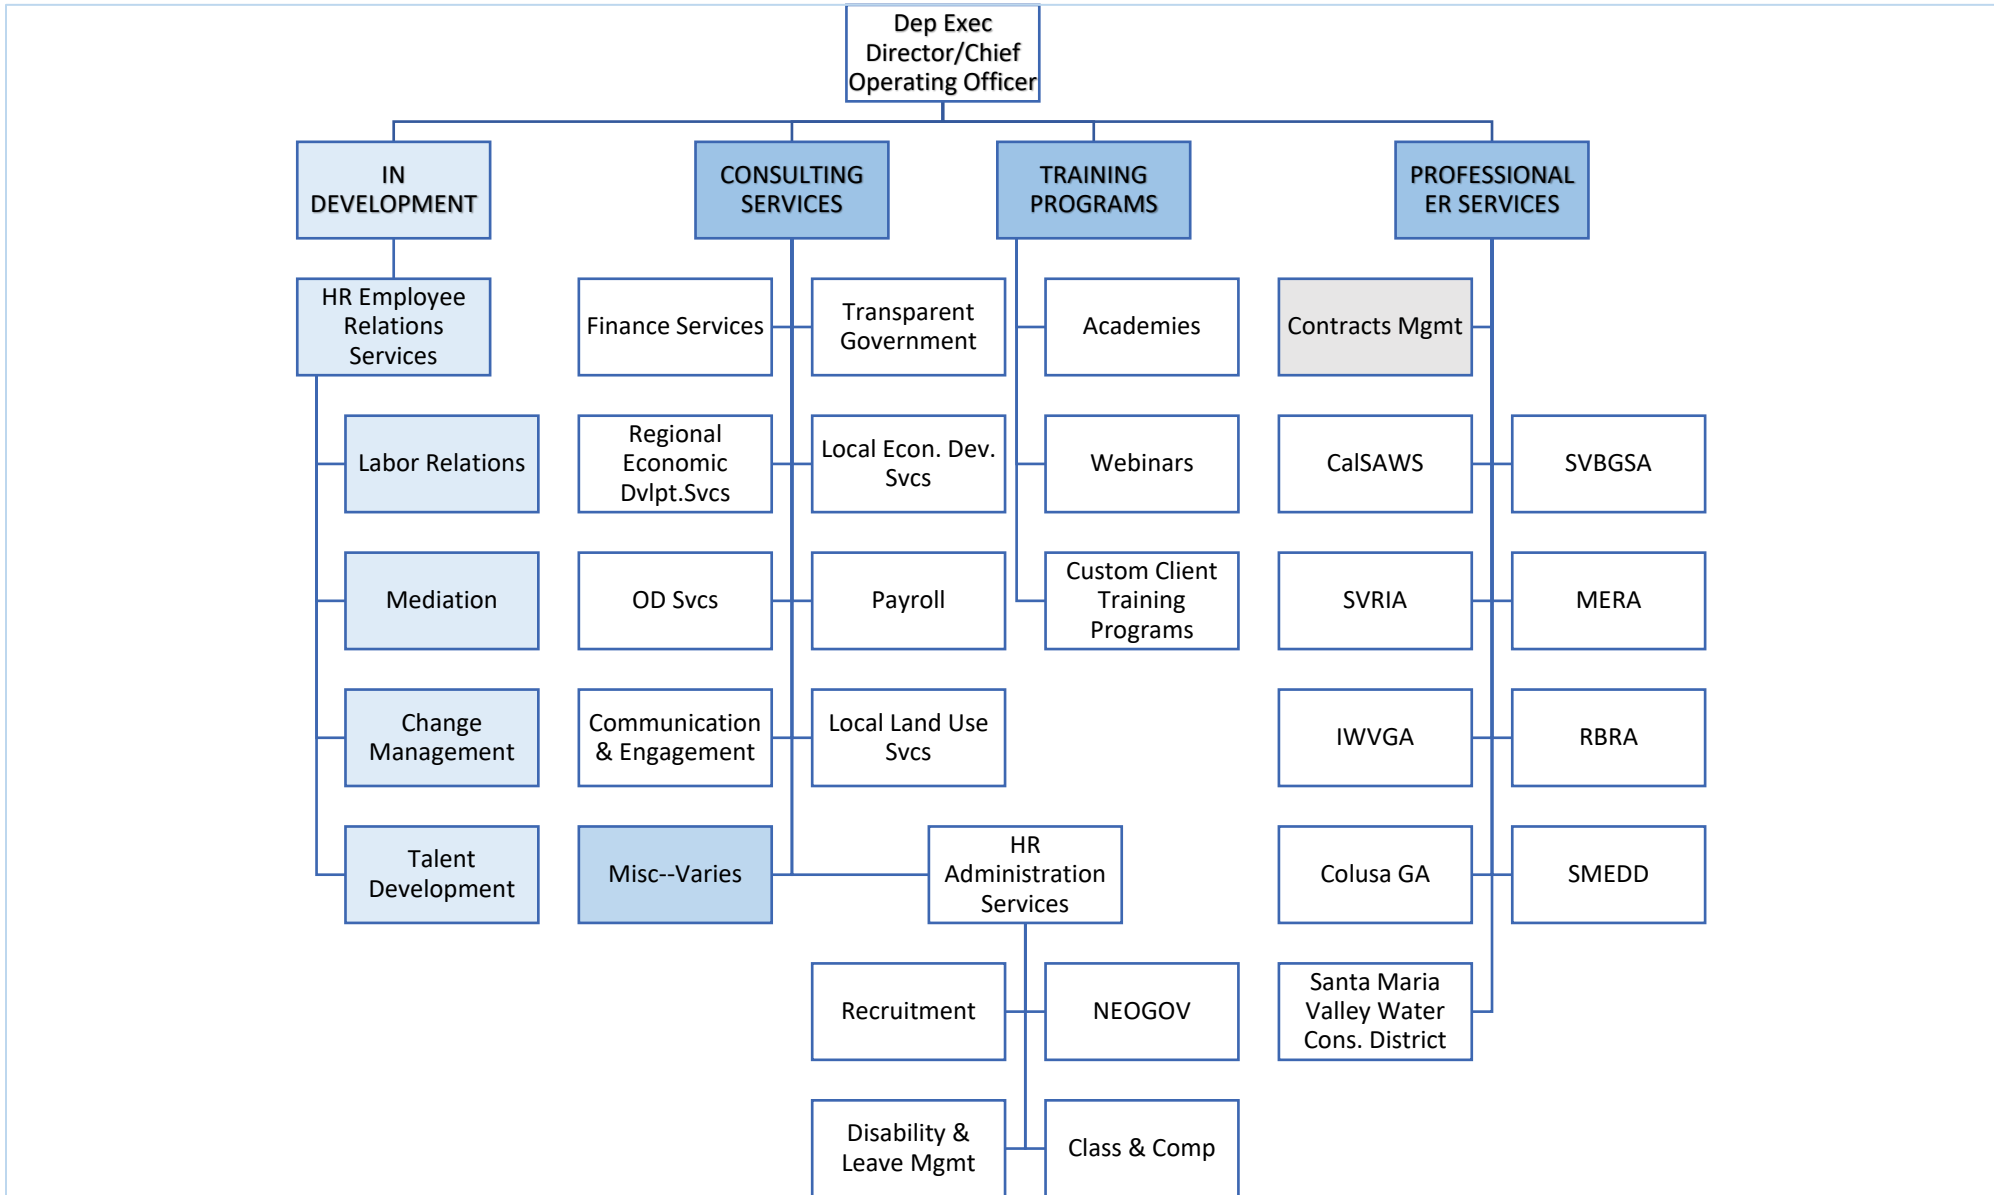 Dep Exec
Director/Chief
Operating Officer
IN
DEVELOPMENT
CONSULTING
SERVICES
TRAINING
PROGRAMS
PROFESSIONAL
ER SERVICES
HR Employee
Relations
Services
Finance Services
Transparent
Government
Academies
Contracts Mgmt
Labor Relations
Regional
Economic
Dvlpt.Svcs
Local Econ. Dev.
Svcs
Webinars
CalSAWS
SVBGSA
Mediation
OD Svcs
Payroll
Custom Client
Training
Programs
SVRIA
MERA
Change
Management
Communication
& Engagement
Local Land Use
Svcs
IWVGA
RBRA
Talent
Development
Misc--Varies
HR
Administration
Services
Colusa GA
SMEDD
Recruitment
NEOGOV
Santa Maria
Valley Water
Cons. District
Disability &
Leave Mgmt
Class & Comp